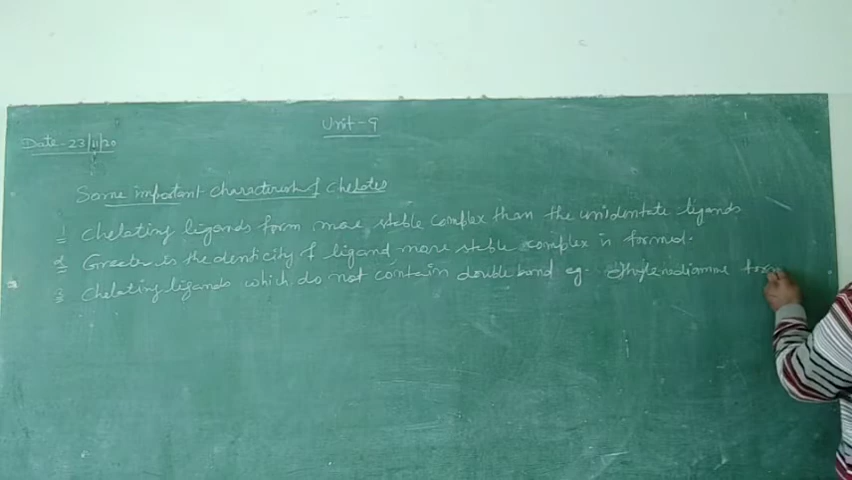 Unit-9
Date-23/11/20
Some important characterist of Chelates
1 Chelating ligands form more stable complex than the unidentate ligands
2 Greater is the denticity of ligand more stable complex is formed.
3 Chelating ligands which do not contain double bond eg. Ethylenediamine form